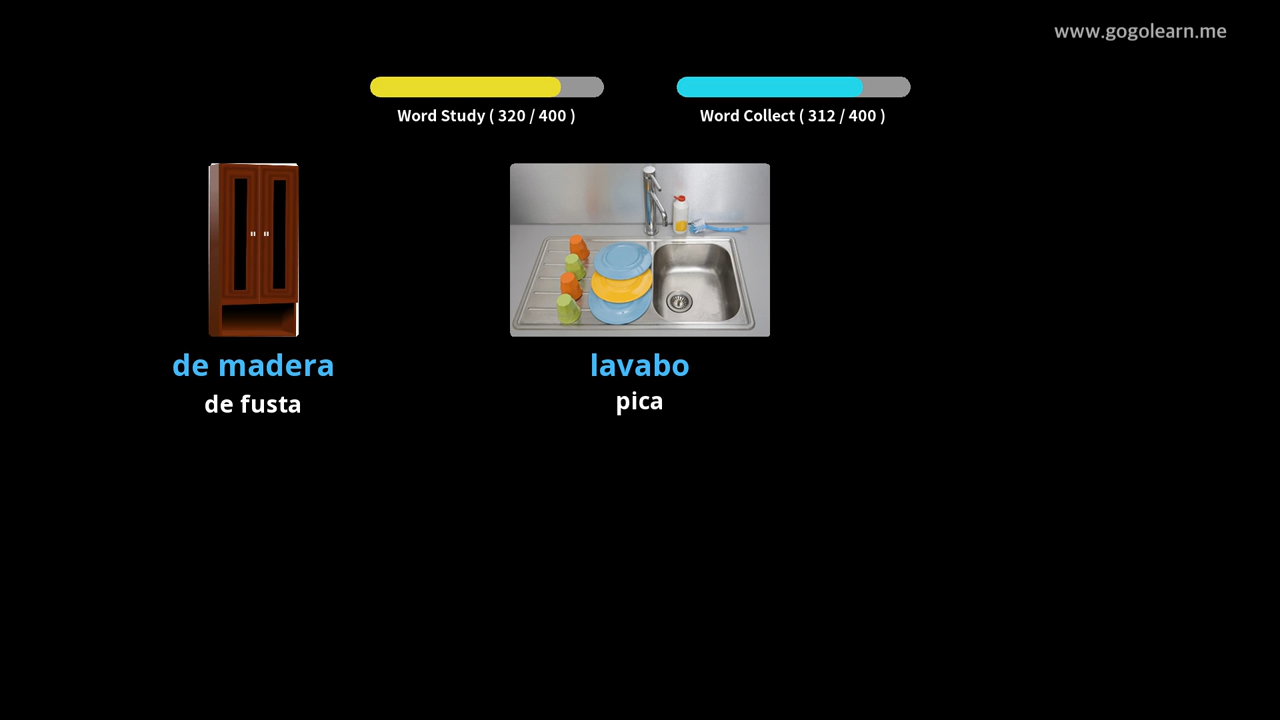 www.gogolearn.me
Word Study ( 320 / 400 )
Word Collect ( 312 / 400 )
de madera
de fusta
lavabo
pica